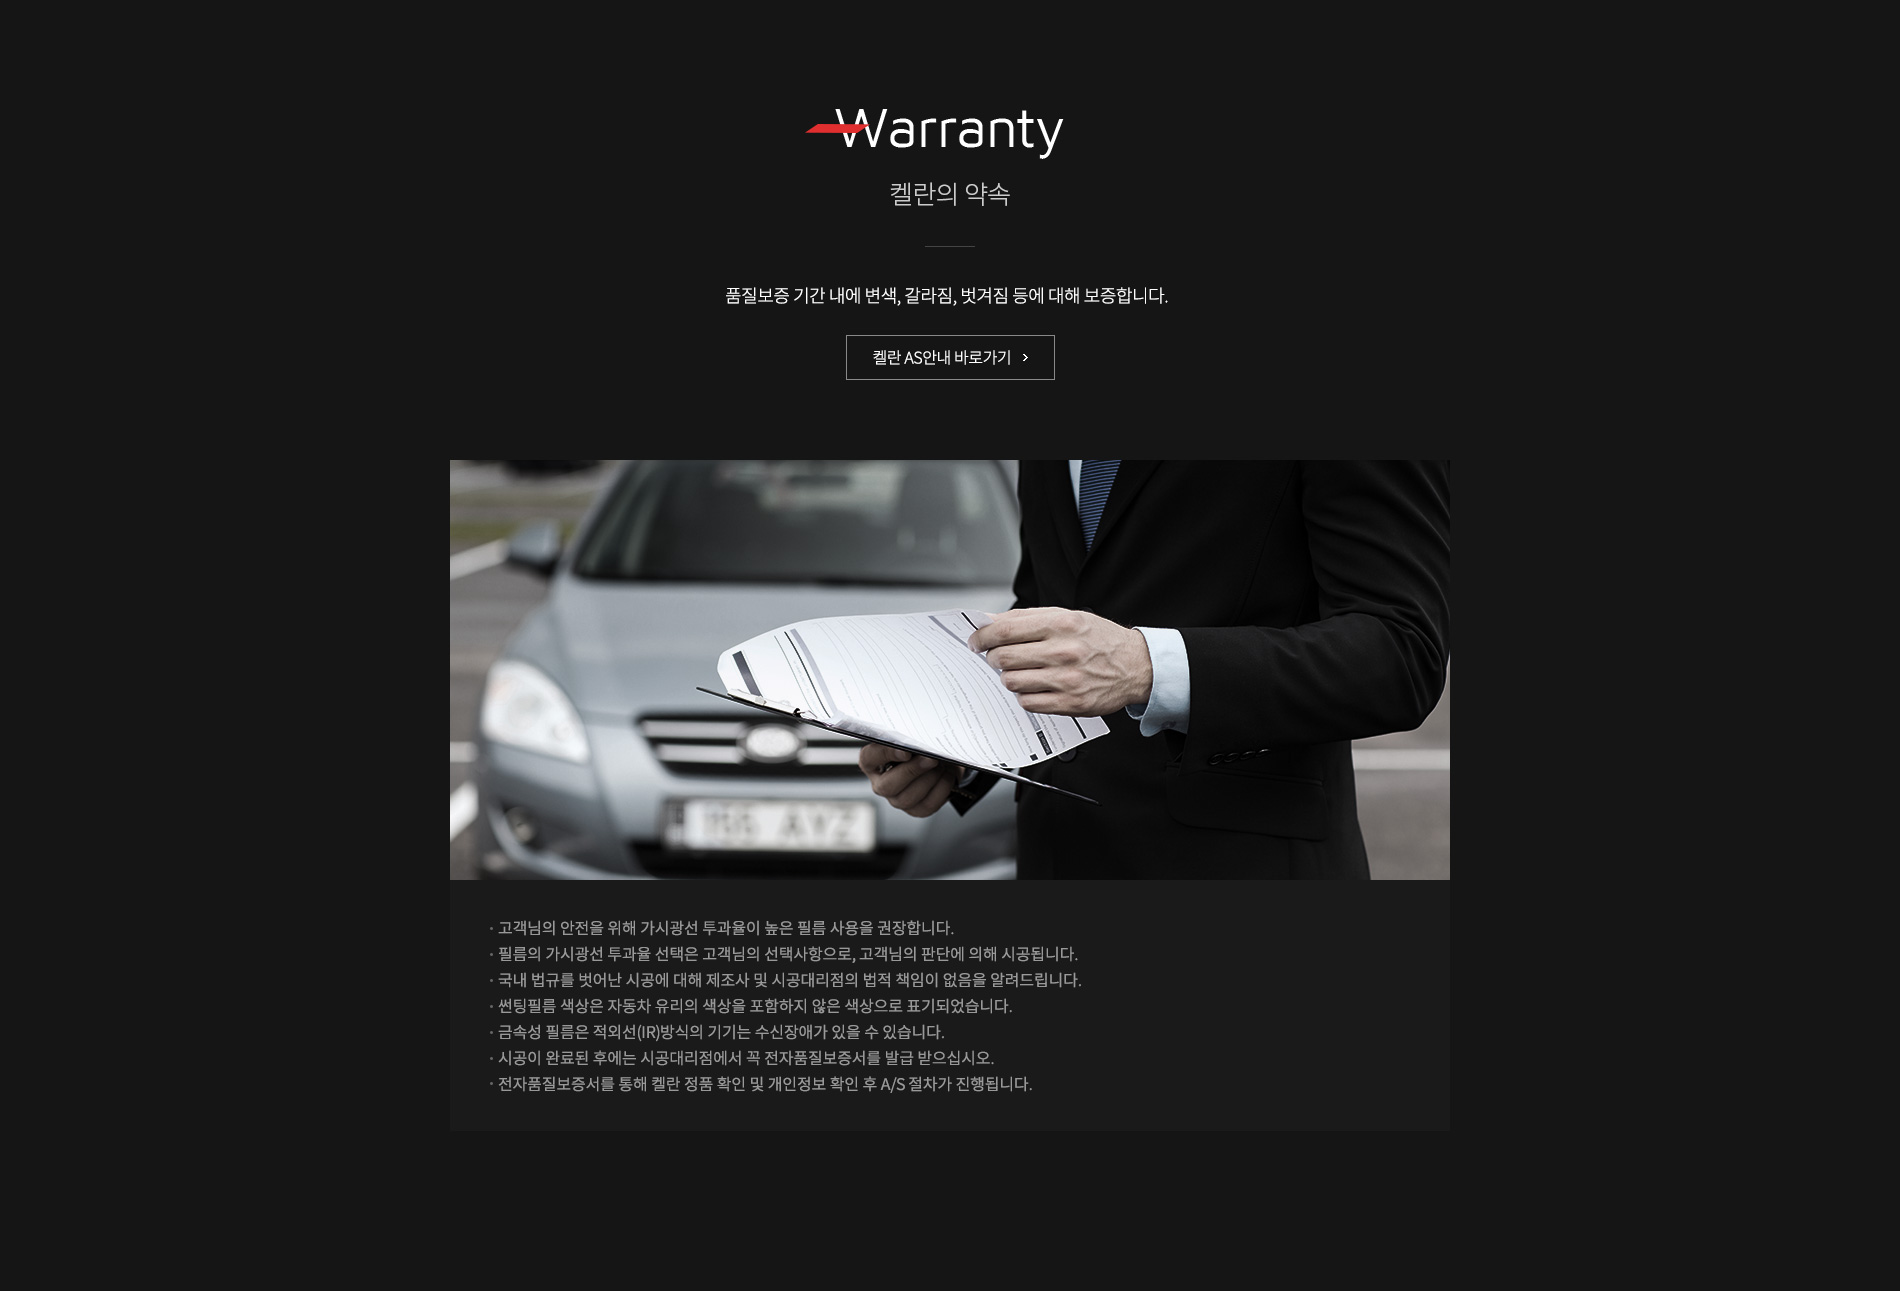 Warranty
켈란의 약속
품질보증 기간 내에 변색, 갈라짐, 벗겨짐 등에 대해 보증합니다.
켈란 AS안내 바로가기 >
· 고객님의 안전을 위해 가시광선 투과율이 높은 필름 사용을 권장합니다.
· 필름의 가시광선 투과율 선택은 고객님의 선택사항으로, 고객님의 판단에 의해 시공됩니다.
· 국내 법규를 벗어난 시공에 대해 제조사 및 시공대리점의 법적 책임이 없음을 알려드립니다.
· 썬팅필름 색상은 자동차 유리의 색상을 포함하지 않은 색상으로 표기되었습니다.
· 금속성 필름은 적외선(IR)방식의 기기는 수신장애가 있을 수 있습니다.
· 시공이 완료된 후에는 시공대리점에서 꼭 전자품질보증서를 발급 받으십시오.
· 전자품질보증서를 통해 켈란 정품 확인 및 개인정보 확인 후 A/S 절차가 진행됩니다.